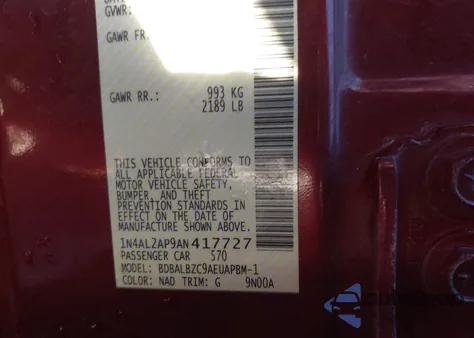 GVWR:
GAWR FR.
GAWR RR.: 993 KG
2189 LB
THIS VEHICLE CONFORMS TO
ALL APPLICABLE FEDERAL
MOTOR VEHICLE SAFETY,
BUMPER, AND THEFT
PREVENTION STANDARDS IN
EFFECT ON THE DATE OF
MANUFACTURE SHOWN ABOVE.
1N4AL2AP9AN417727
PASSENGER CAR 570
MODEL: BDBALBZC9AEUAPBM-1
COLOR: NAD TRIM: G 9N00A